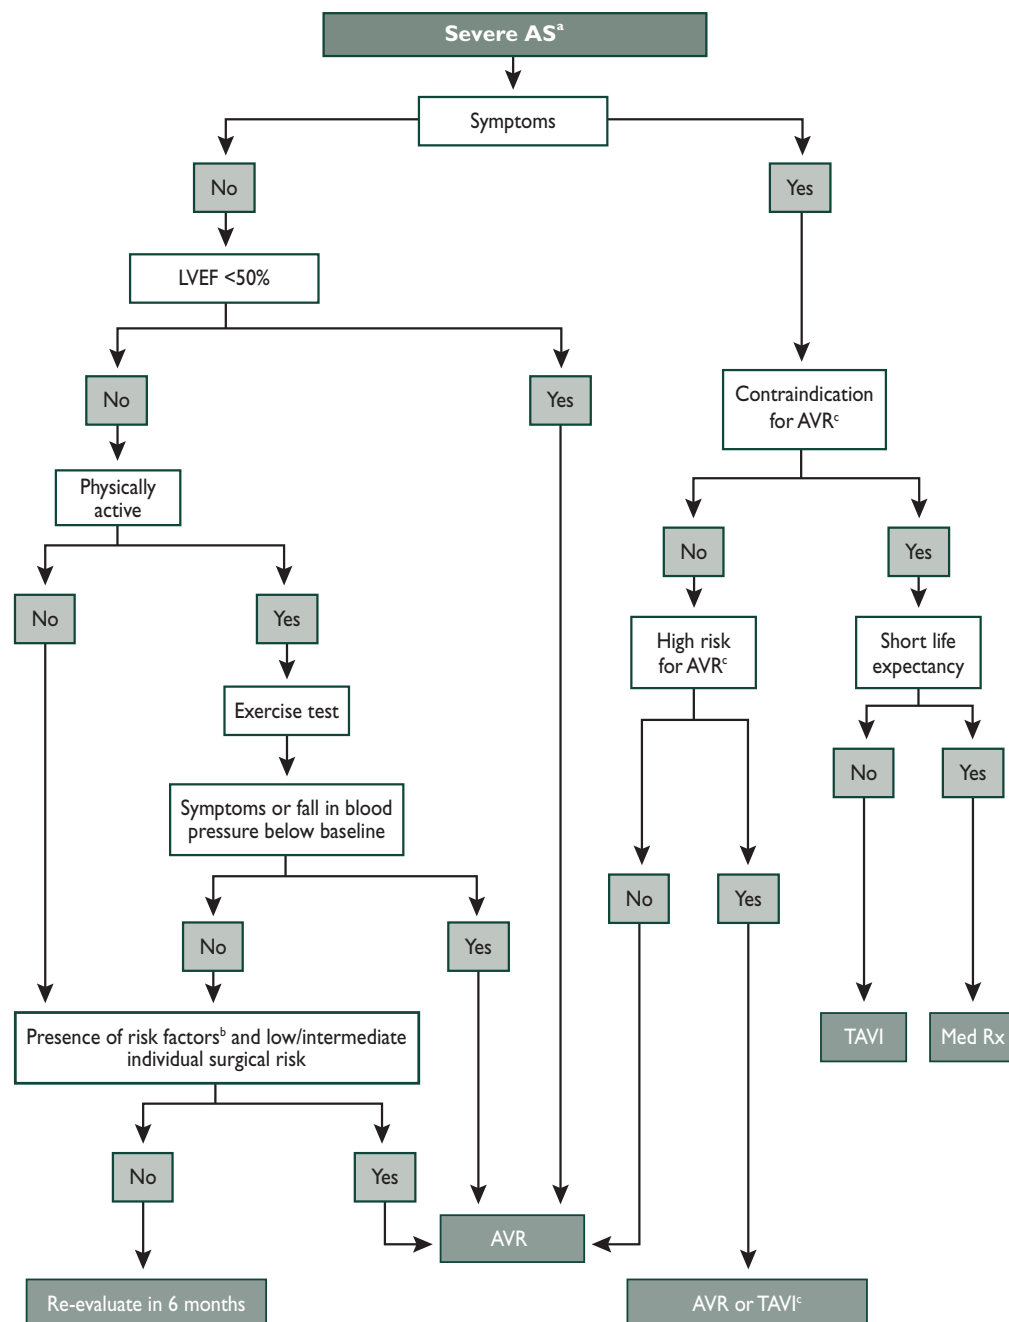 Severe ASᵃ
Symptoms
No
Yes
LVEF <50%
No
Yes
Contraindication
for AVRᶜ
Physically
active
No
Yes
No
Yes
High risk
for AVRᶜ
Short life
expectancy
Exercise test
No
Yes
Symptoms or fall in blood
pressure below baseline
No
Yes
No
Yes
Presence of risk factorsᵇ and low/intermediate
individual surgical risk
TAVI
Med Rx
No
Yes
AVR
Re-evaluate in 6 months
AVR or TAVIᶜ